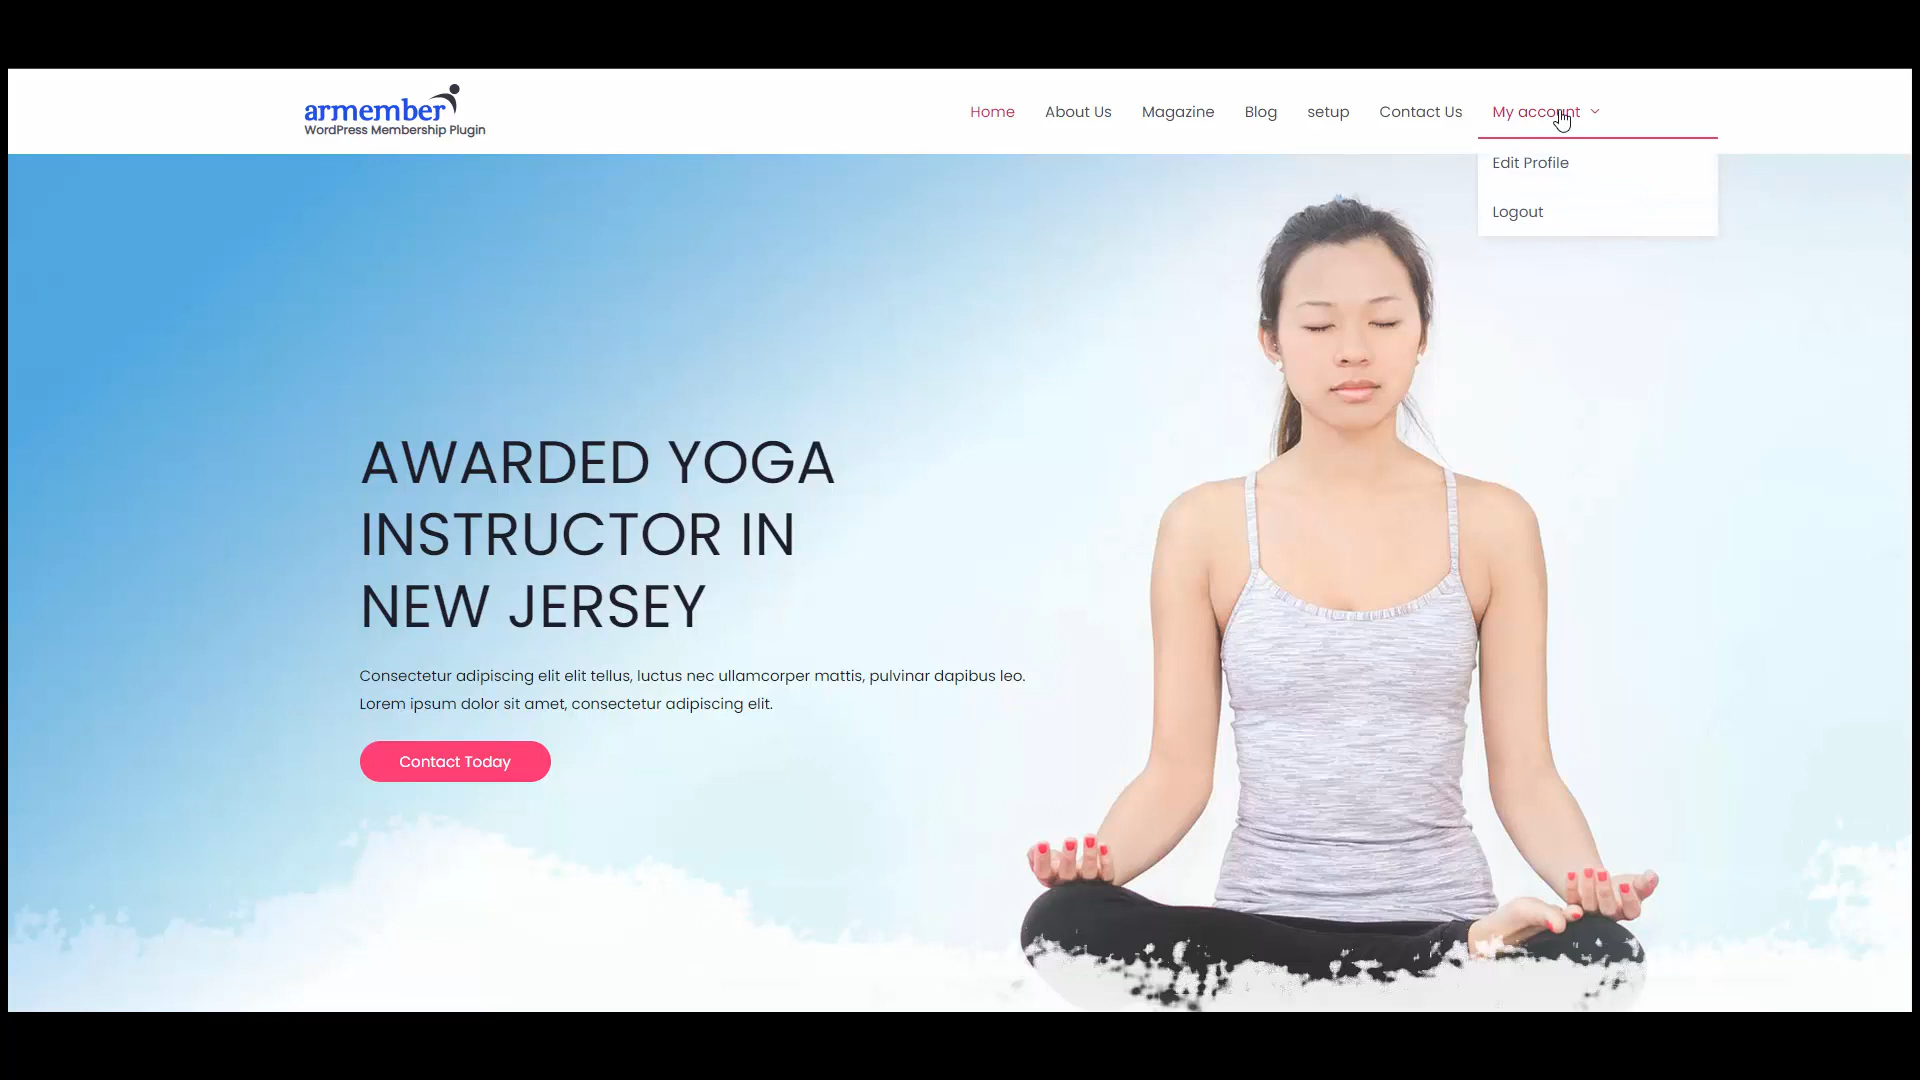 armember
WordPress Membership Plugin
Home About Us Magazine Blog setup Contact Us My account
Edit Profile
Logout
AWARDED YOGA
INSTRUCTOR IN
NEW JERSEY
Consectetur adipiscing elit elit tellus, luctus nec ullamcorper mattis, pulvinar dapibus leo.
Lorem ipsum dolor sit amet, consectetur adipiscing elit.
Contact Today